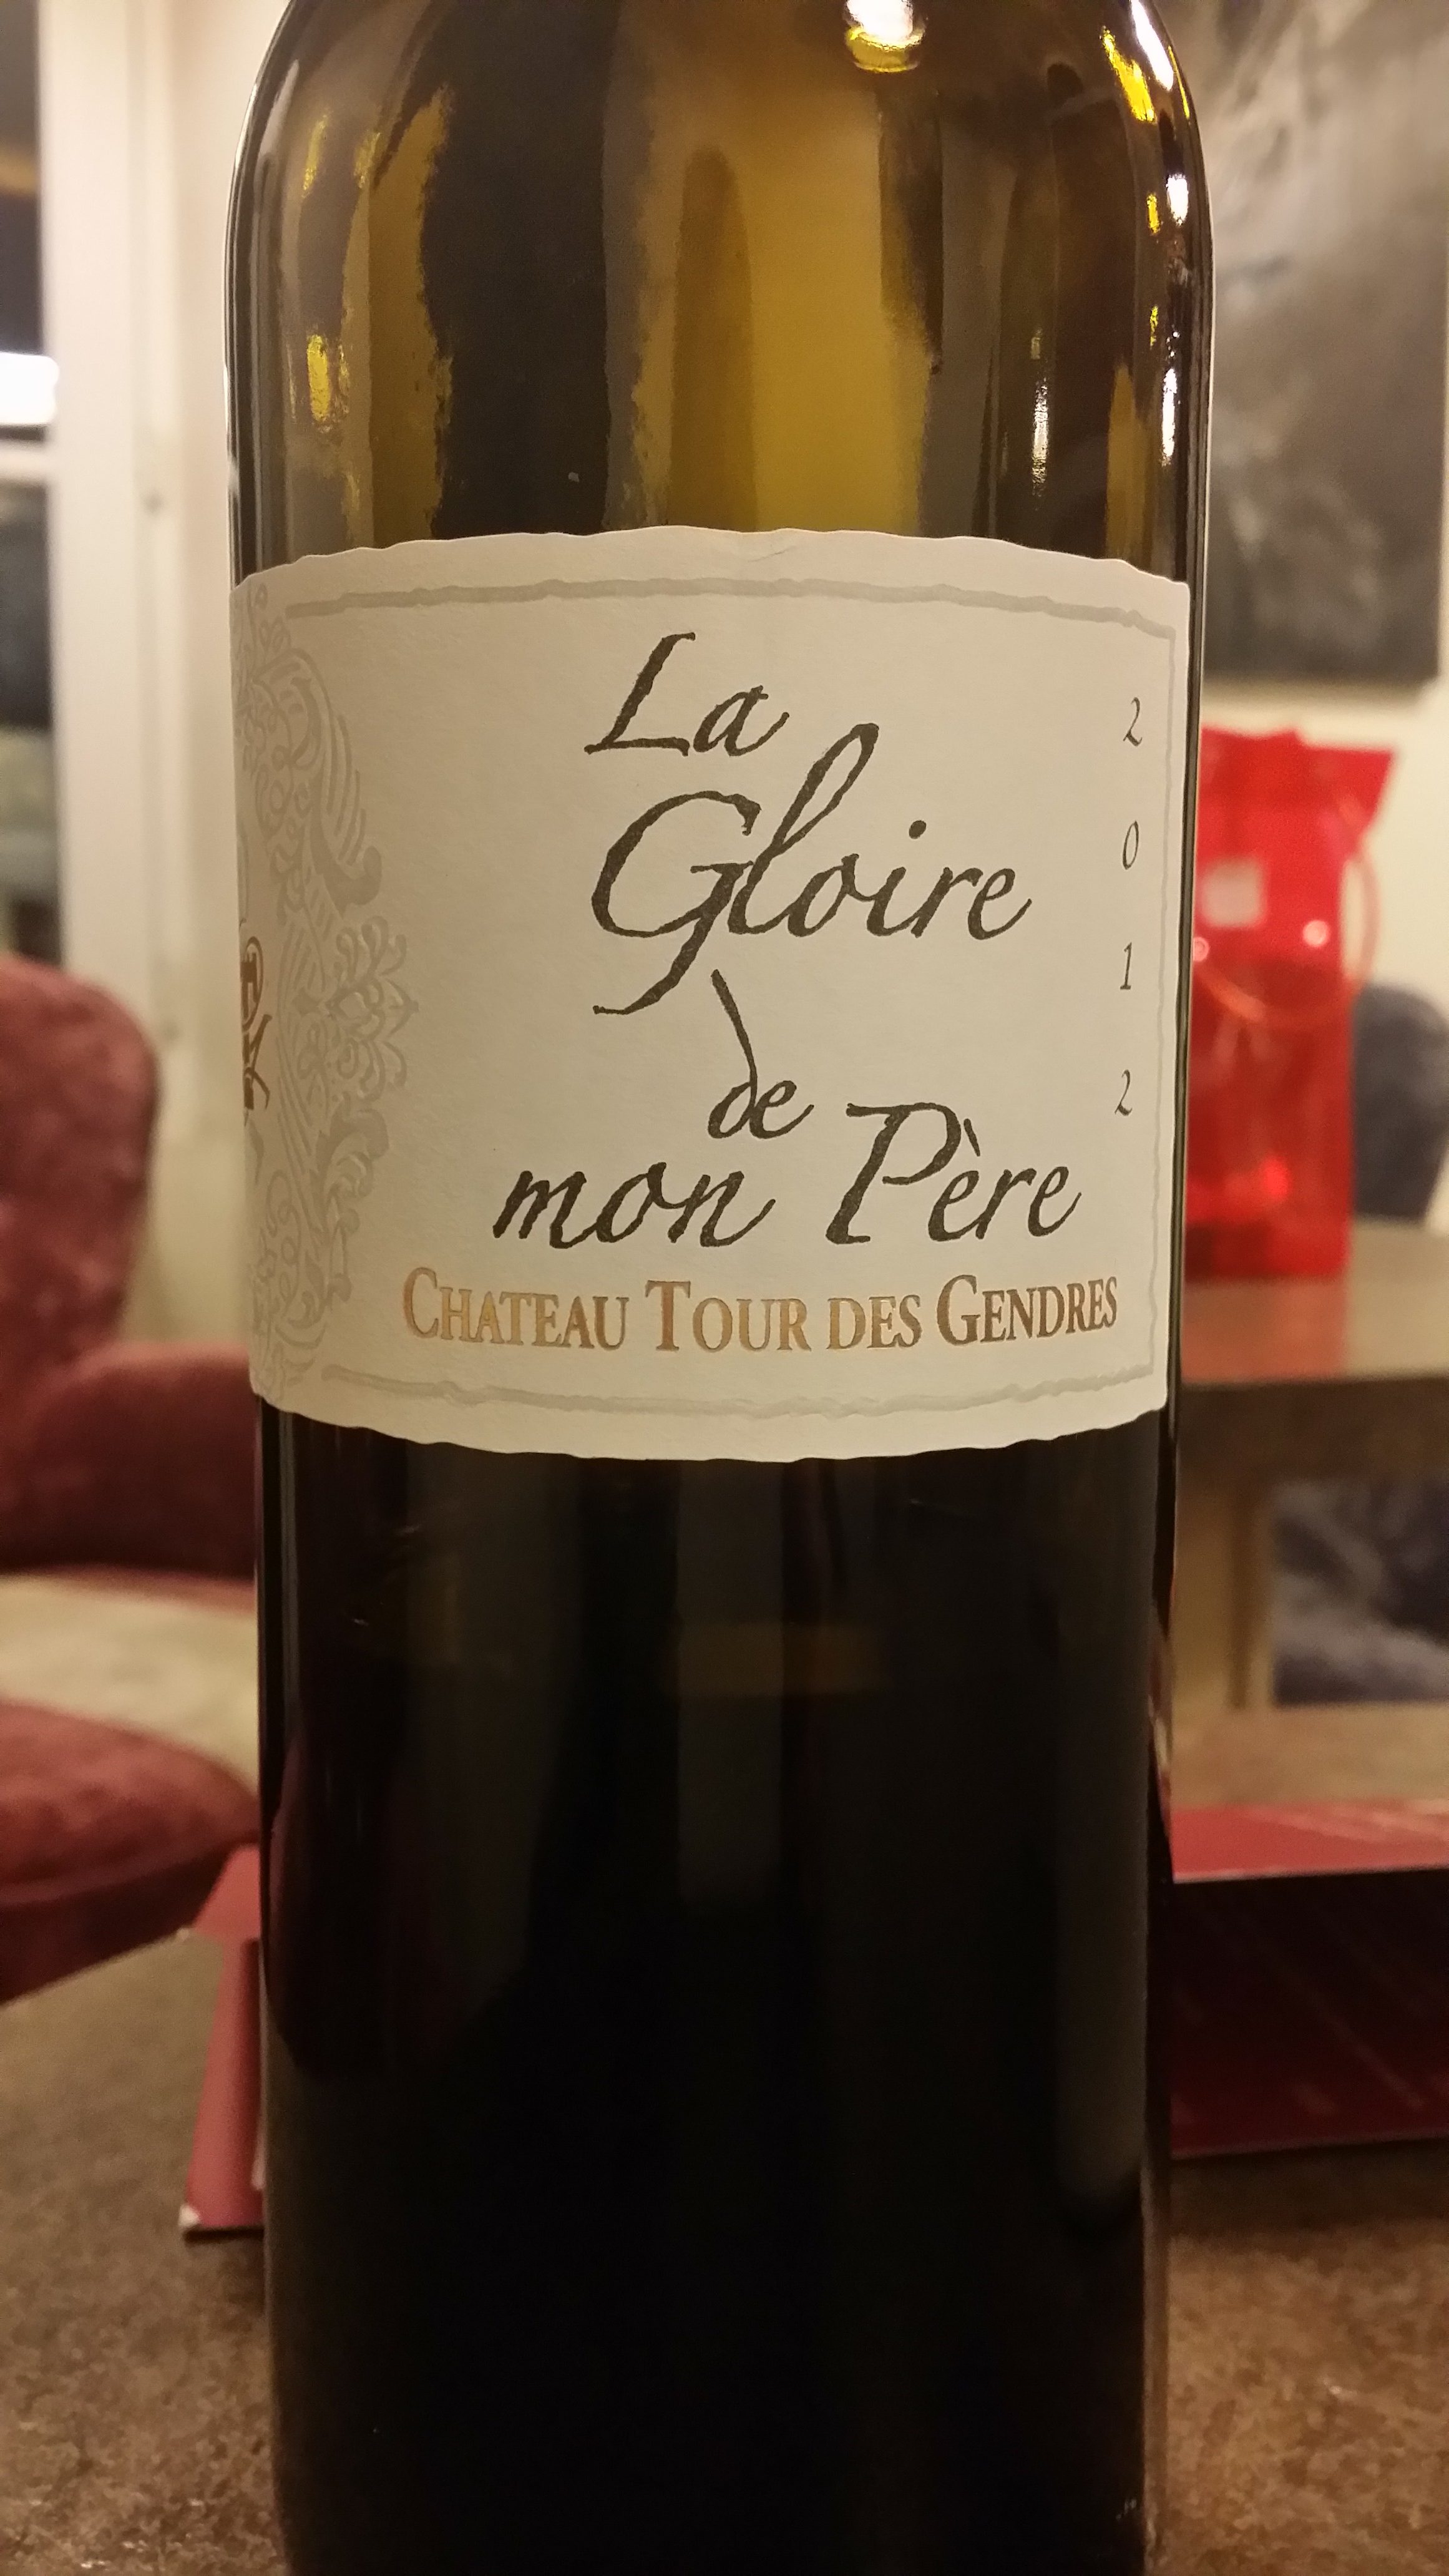 La
Gloire
de
mon Père
CHATEAU TOUR DES GENDRES
2012